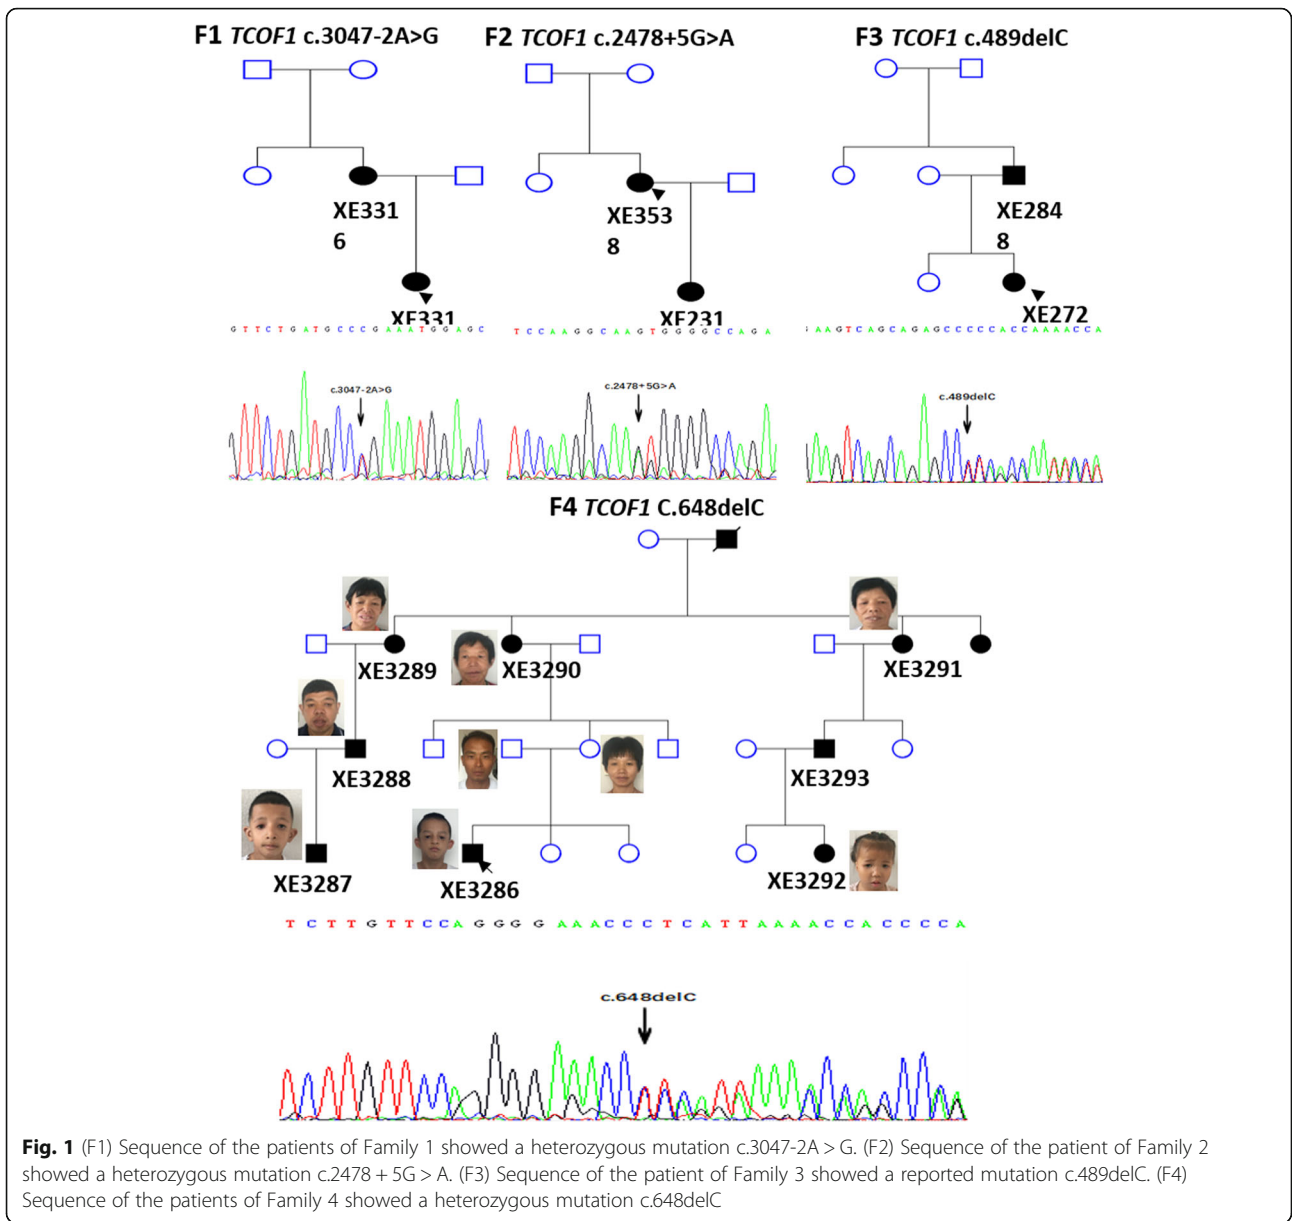 F1 TCOF1 c.3047-2A>G
F2 TCOF1 c.2478+5G>A
F3 TCOF1 c.489delC
XE331
6
XE353
8
XE284
8
XE331
XE231
XE272
G T T C T G A T G C C C G A A A T G G A G C
T C C A A G G C A A G T G G G G C C A G A
G A A G T C A G C A G A G C C C C C A C C A A A A C C A
c.3047-2A>G
c.2478+5G>A
c.489delC
F4 TCOF1 C.648delC
XE3289
XE3290
XE3291
XE3288
XE3293
XE3287
XE3286
XE3292
T C T T G T T C C A G G G G A A A C C C T C A T T A A A A C C A C C C C A
c.648delC
Fig. 1 (F1) Sequence of the patients of Family 1 showed a heterozygous mutation c.3047-2A > G. (F2) Sequence of the patient of Family 2
showed a heterozygous mutation c.2478 + 5G > A. (F3) Sequence of the patient of Family 3 showed a reported mutation c.489delC. (F4)
Sequence of the patients of Family 4 showed a heterozygous mutation c.648delC